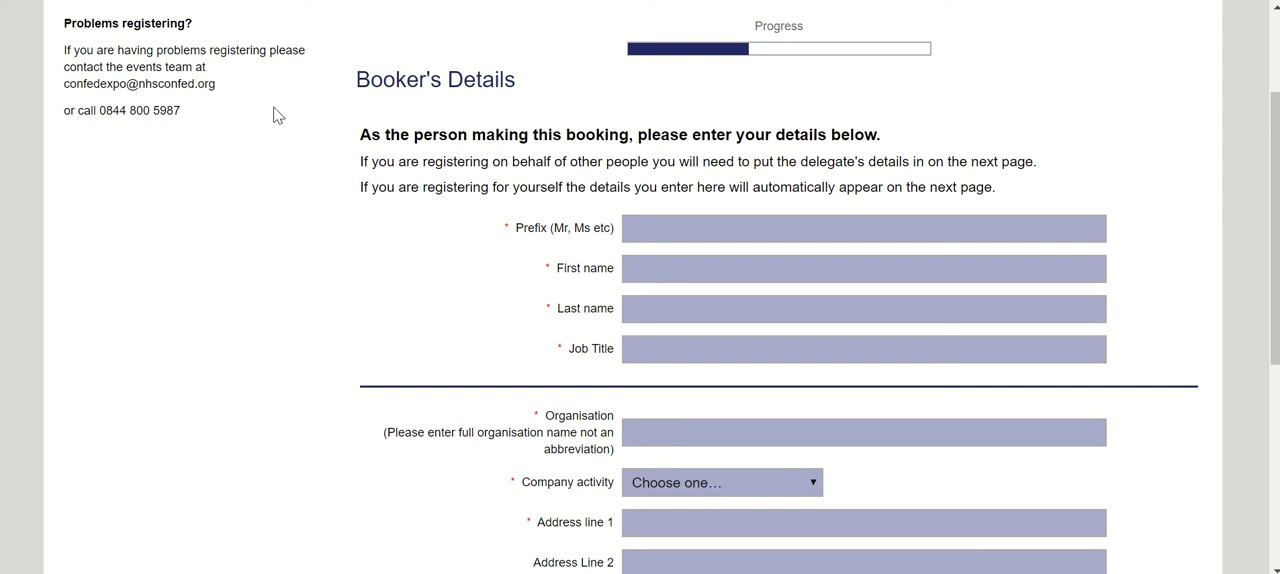 Problems registering?
If you are having problems registering please
contact the events team at
confedexpo@nhsconfed.org
or call 0844 800 5987
Progress
Booker's Details
As the person making this booking, please enter your details below.
If you are registering on behalf of other people you will need to put the delegate's details in on the next page.
If you are registering for yourself the details you enter here will automatically appear on the next page.
* Prefix (Mr, Ms etc)
* First name
* Last name
* Job Title
* Organisation
(Please enter full organisation name not an
abbreviation)
* Company activity Choose one...
* Address line 1
Address Line 2